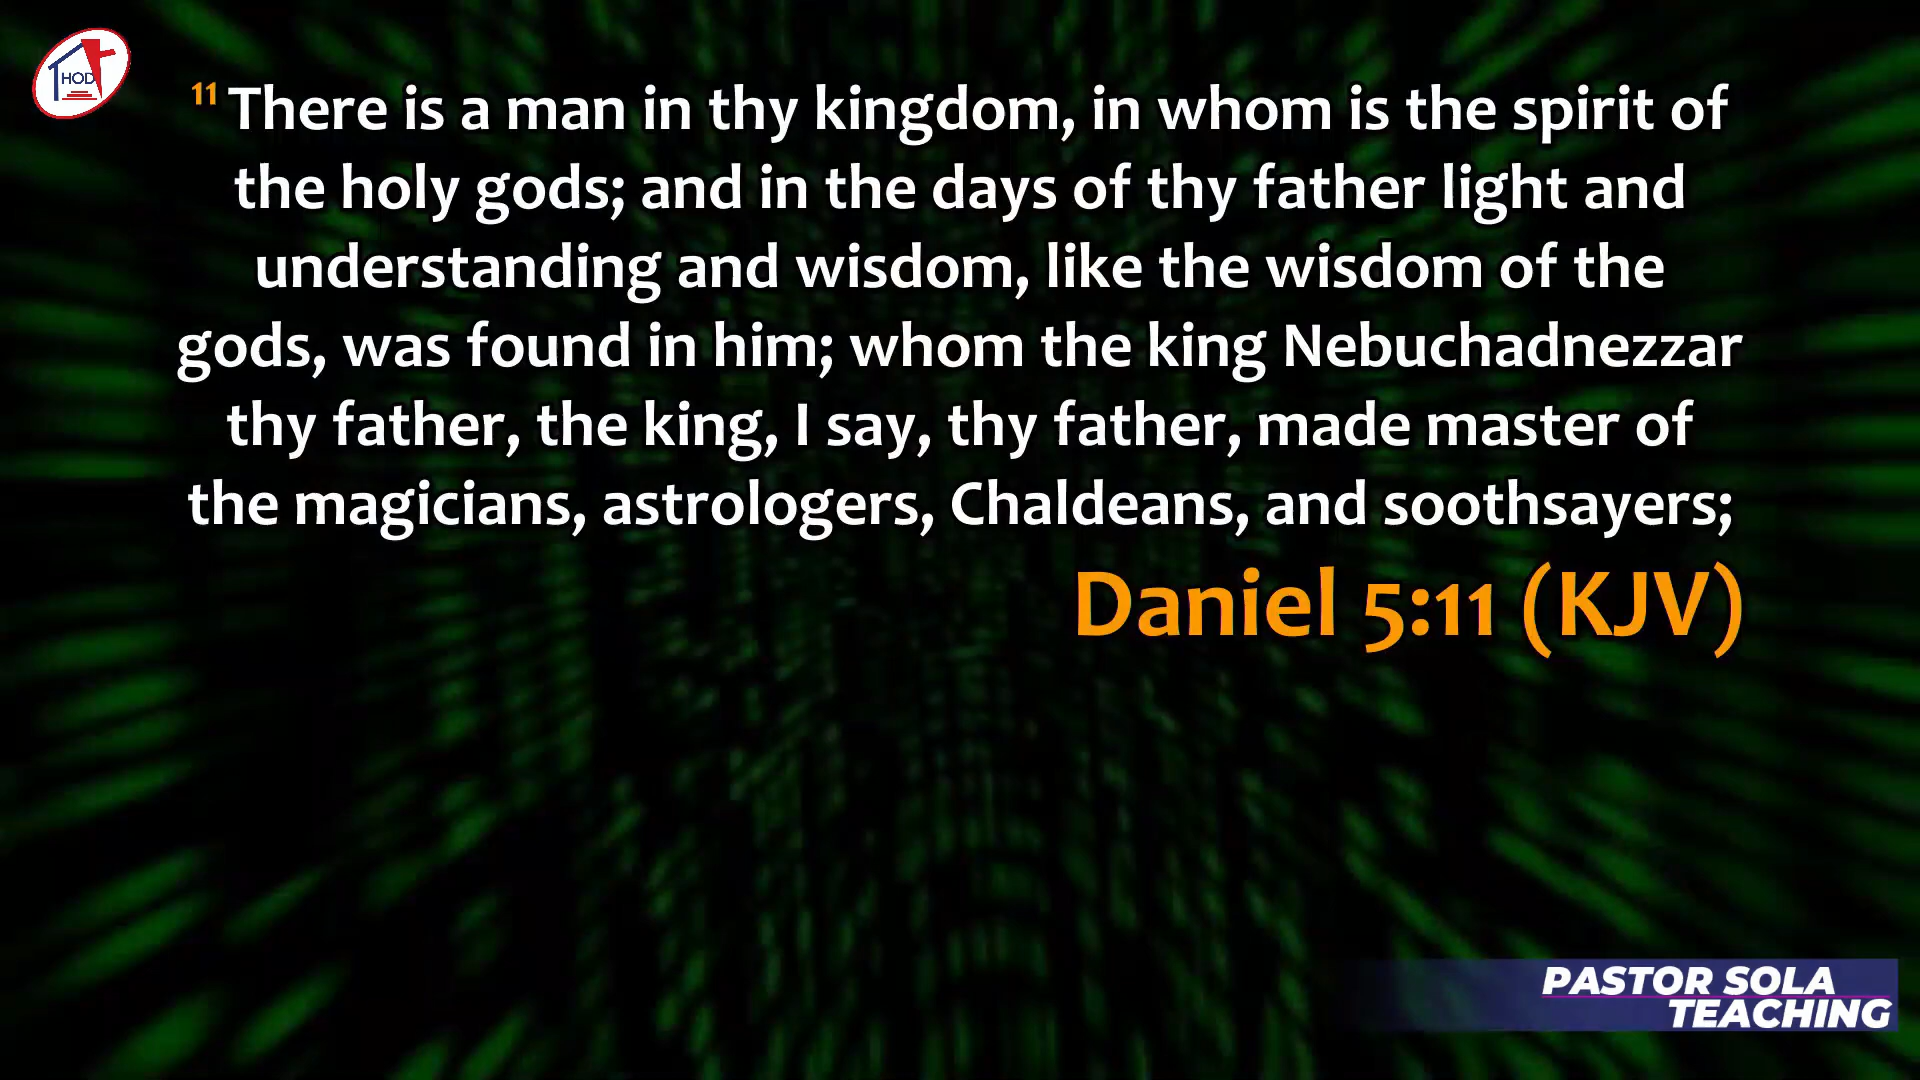 HOD
11 There is a man in thy kingdom, in whom is the spirit of
the holy gods; and in the days of thy father light and
understanding and wisdom, like the wisdom of the
gods, was found in him; whom the king Nebuchadnezzar
thy father, the king, I say, thy father, made master of
the magicians, astrologers, Chaldeans, and soothsayers;
Daniel 5:11 (KJV)
PASTOR SOLA
TEACHING